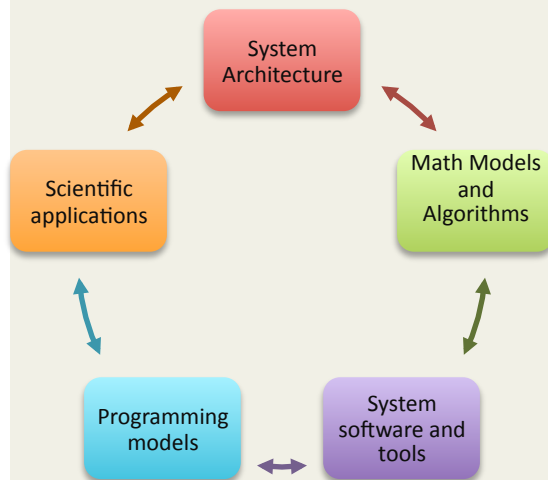 System
Architecture
Scientific
applications
Math Models
and
Algorithms
Programming
models
System
software and
tools